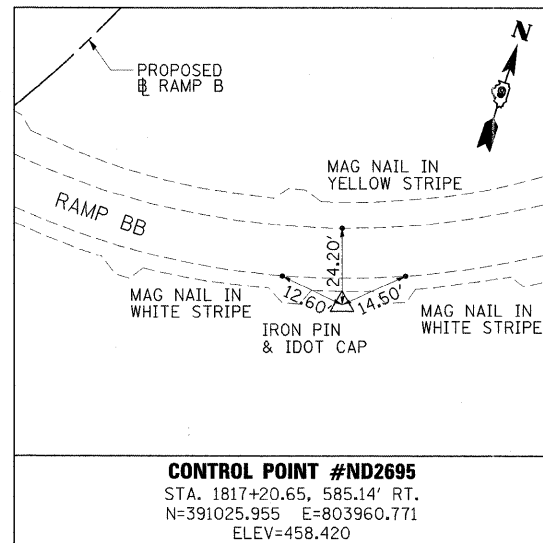 N
PROPOSED
℄ RAMP B
MAG NAIL IN
YELLOW STRIPE
RAMP BB
24.20'
MAG NAIL IN
WHITE STRIPE
12.60'
14.50'
MAG NAIL IN
WHITE STRIPE
IRON PIN
& IDOT CAP
CONTROL POINT #ND2695
STA. 1817+20.65, 585.14' RT.
N=391025.955 E=803960.771
ELEV=458.420